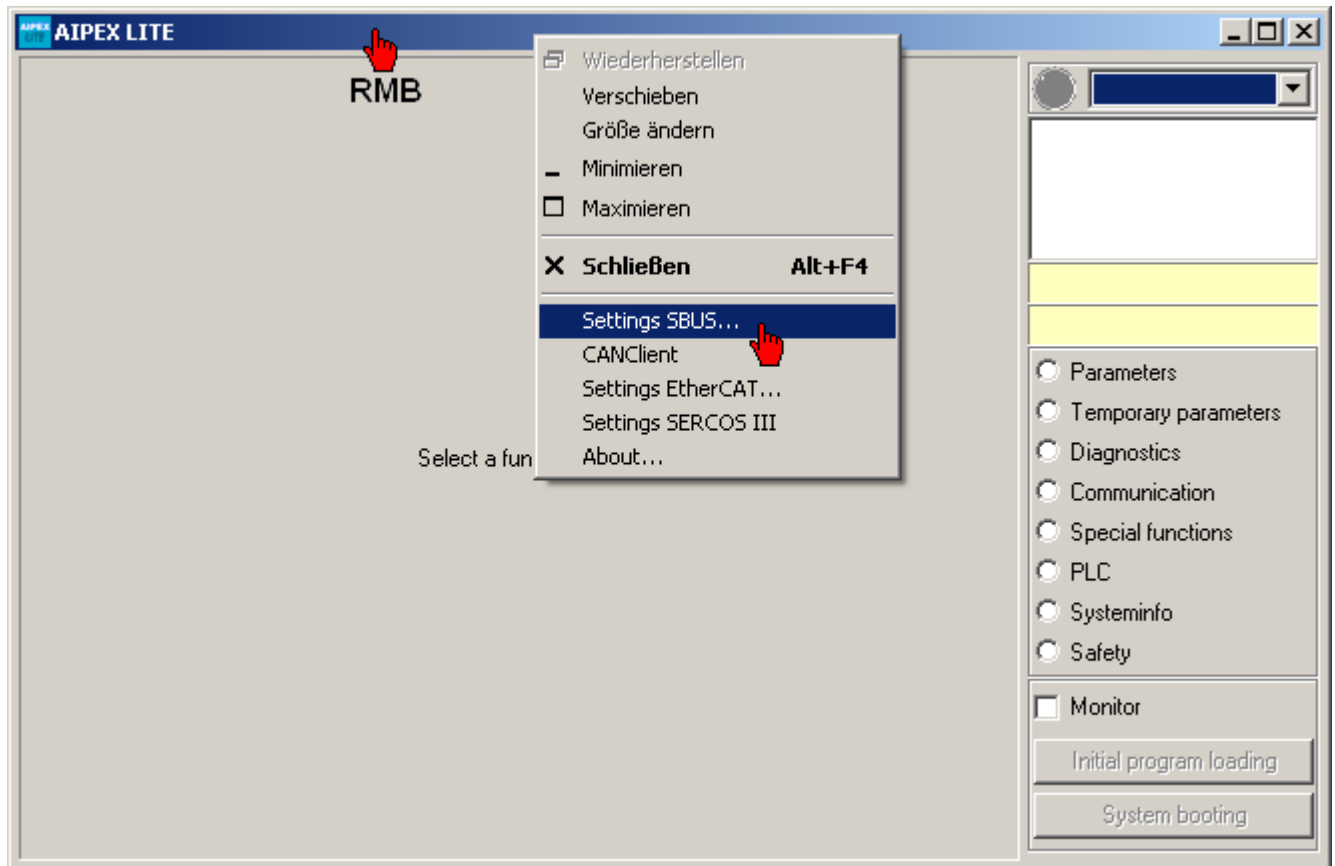 AIPEX LITE
RMB
Wiederherstellen
Verschieben
Größe ändern
Minimieren
Maximieren
Schließen Alt+F4
Settings SBUS...
CANClient
Settings EtherCAT...
Settings SERCOS III
About...
Select a fun
Parameters
Temporary parameters
Diagnostics
Communication
Special functions
PLC
Systeminfo
Safety
Monitor
Initial program loading
System booting